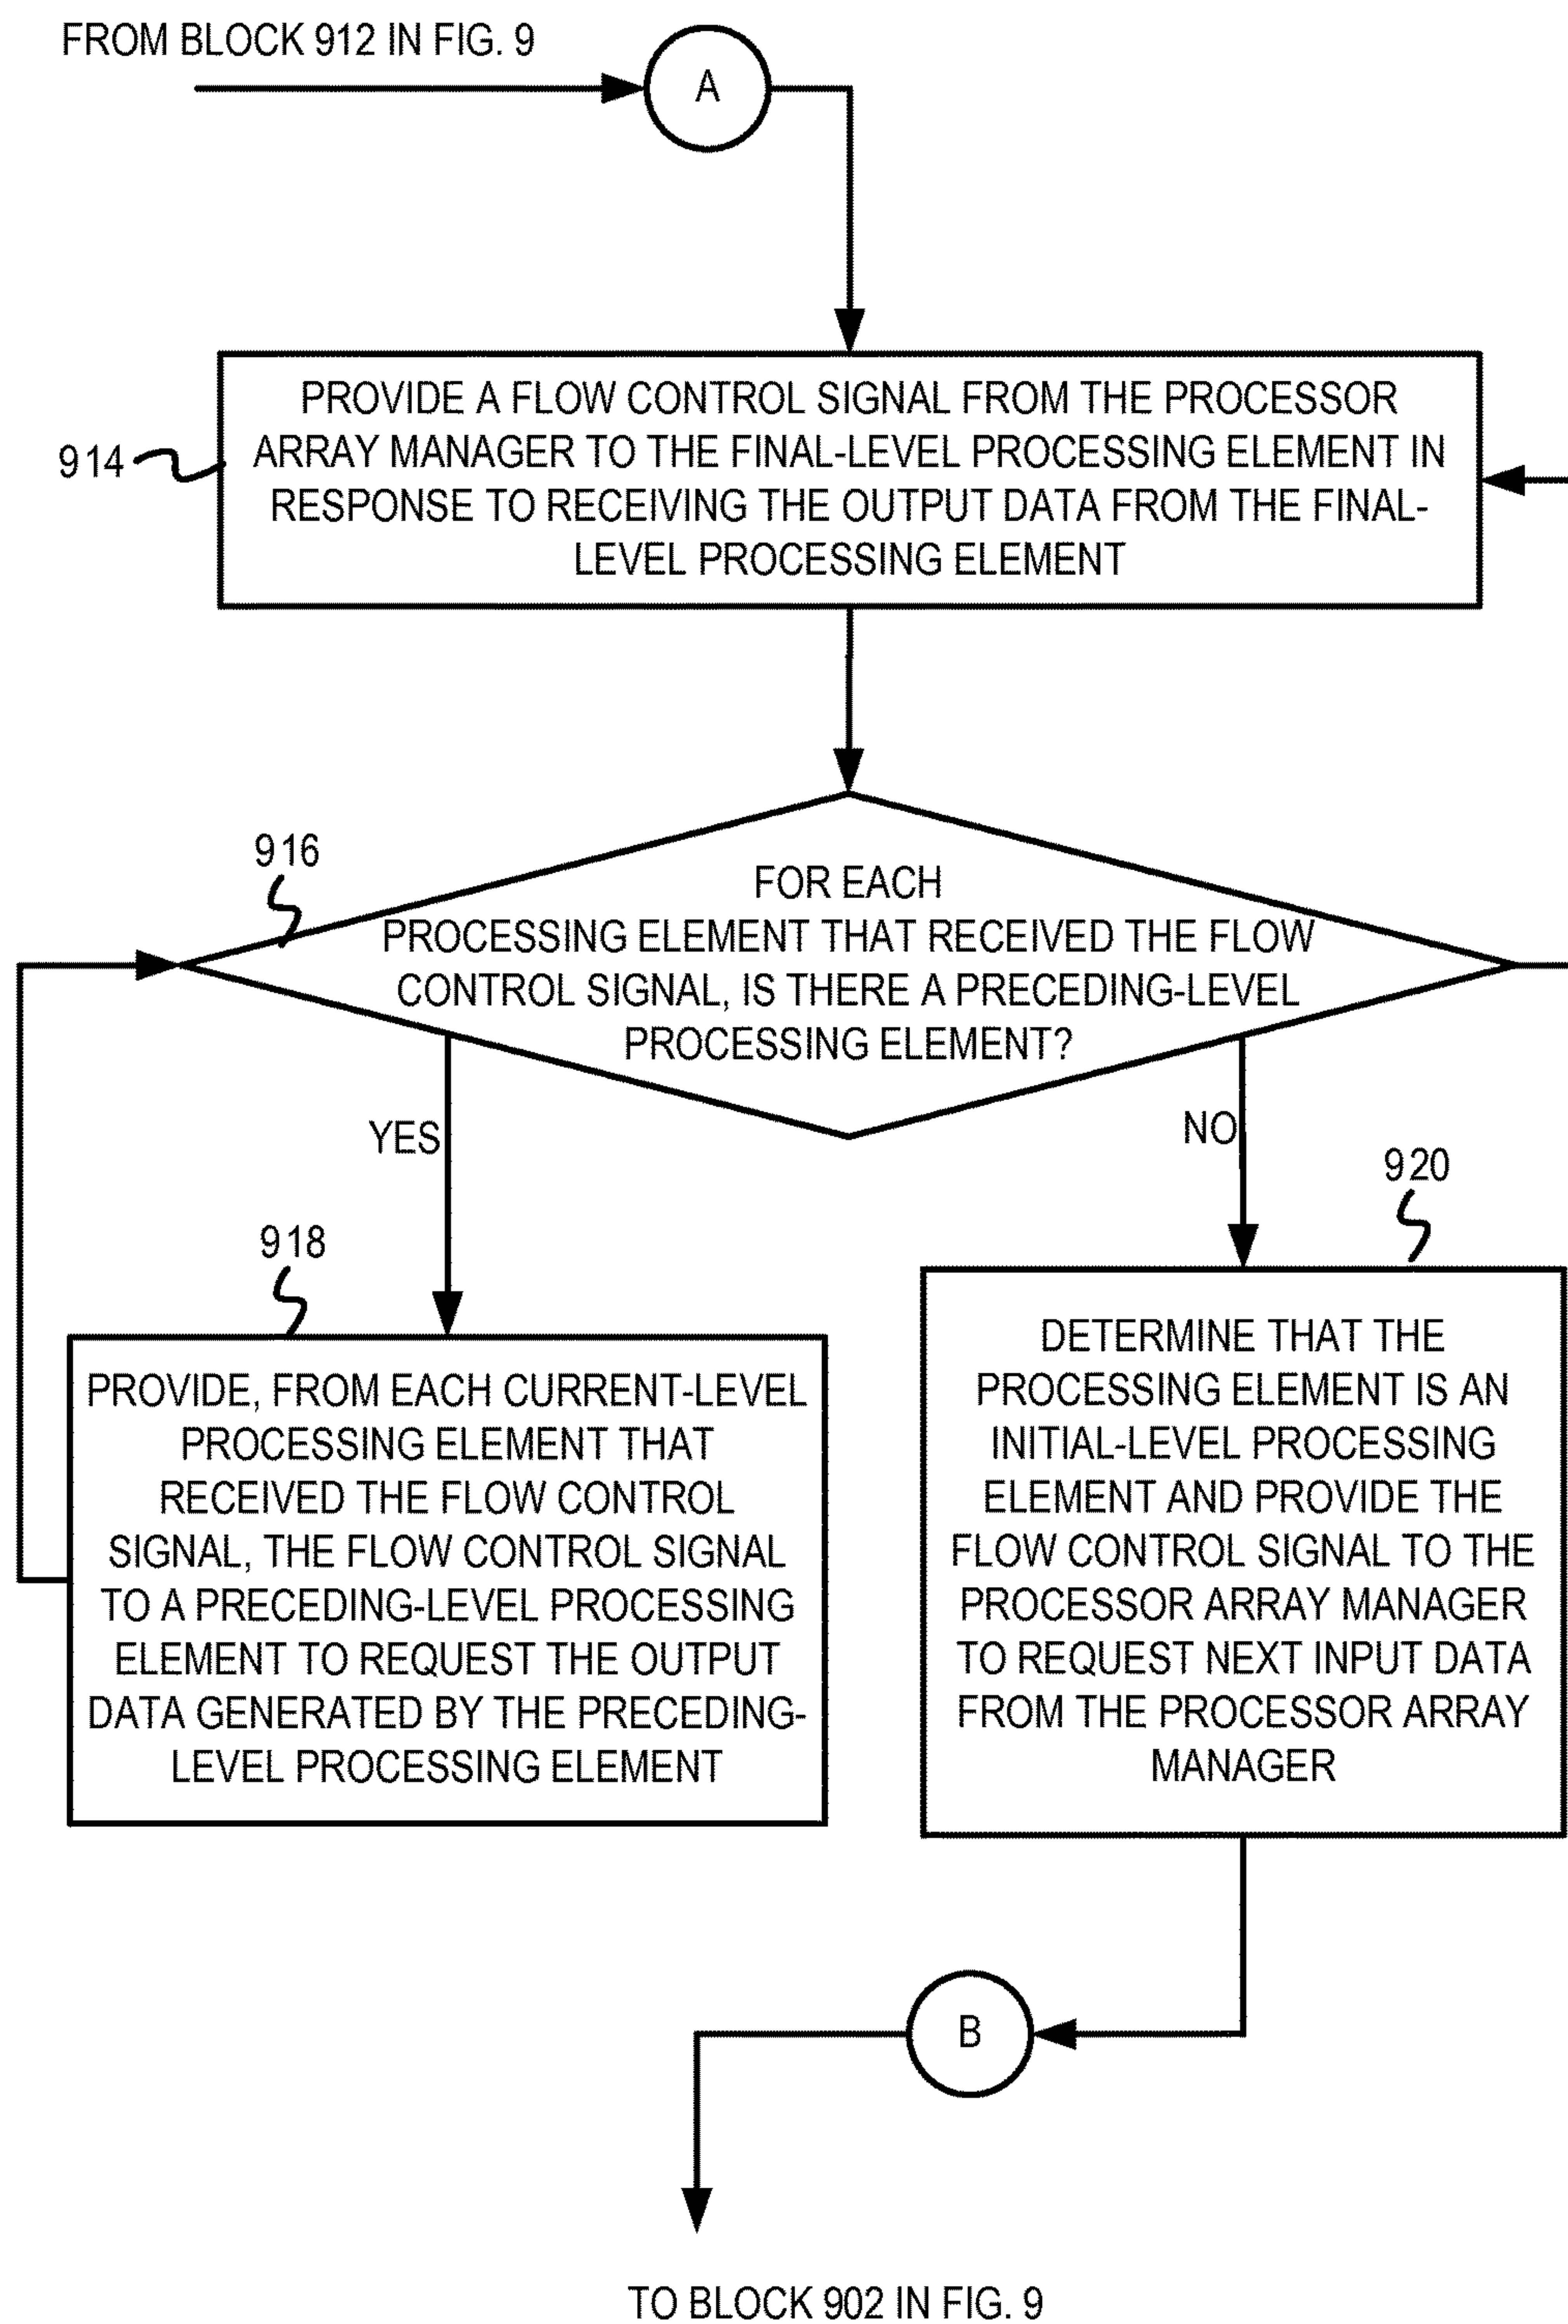 FROM BLOCK 912 IN FIG. 9
A
PROVIDE A FLOW CONTROL SIGNAL FROM THE PROCESSOR
ARRAY MANAGER TO THE FINAL-LEVEL PROCESSING ELEMENT IN
RESPONSE TO RECEIVING THE OUTPUT DATA FROM THE FINAL-
LEVEL PROCESSING ELEMENT
914
916
FOR EACH
PROCESSING ELEMENT THAT RECEIVED THE FLOW
CONTROL SIGNAL, IS THERE A PRECEDING-LEVEL
PROCESSING ELEMENT?
YES
NO
918
920
PROVIDE, FROM EACH CURRENT-LEVEL
PROCESSING ELEMENT THAT
RECEIVED THE FLOW CONTROL
SIGNAL, THE FLOW CONTROL SIGNAL
TO A PRECEDING-LEVEL PROCESSING
ELEMENT TO REQUEST THE OUTPUT
DATA GENERATED BY THE PRECEDING-
LEVEL PROCESSING ELEMENT
DETERMINE THAT THE
PROCESSING ELEMENT IS AN
INITIAL-LEVEL PROCESSING
ELEMENT AND PROVIDE THE
FLOW CONTROL SIGNAL TO THE
PROCESSOR ARRAY MANAGER
TO REQUEST NEXT INPUT DATA
FROM THE PROCESSOR ARRAY
MANAGER
B
TO BLOCK 902 IN FIG. 9